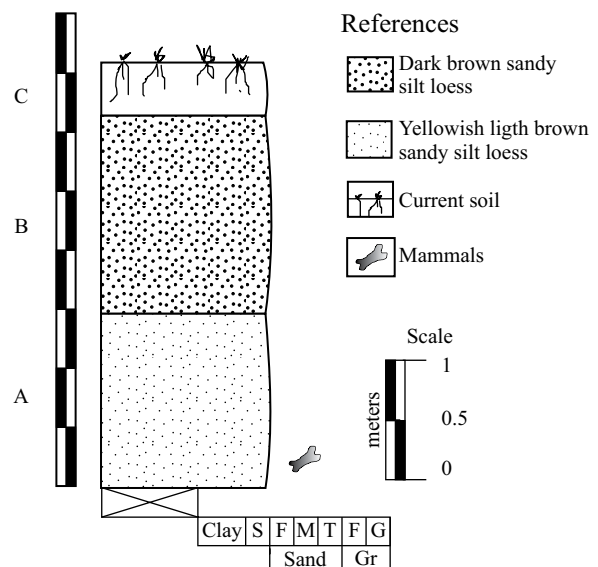 References
Dark brown sandy
silt loess
Yellowish ligth brown
sandy silt loess
Current soil
Mammals
C
B
A
Scale
1
0.5
0
meters
Clay S F M T F G
Sand Gr